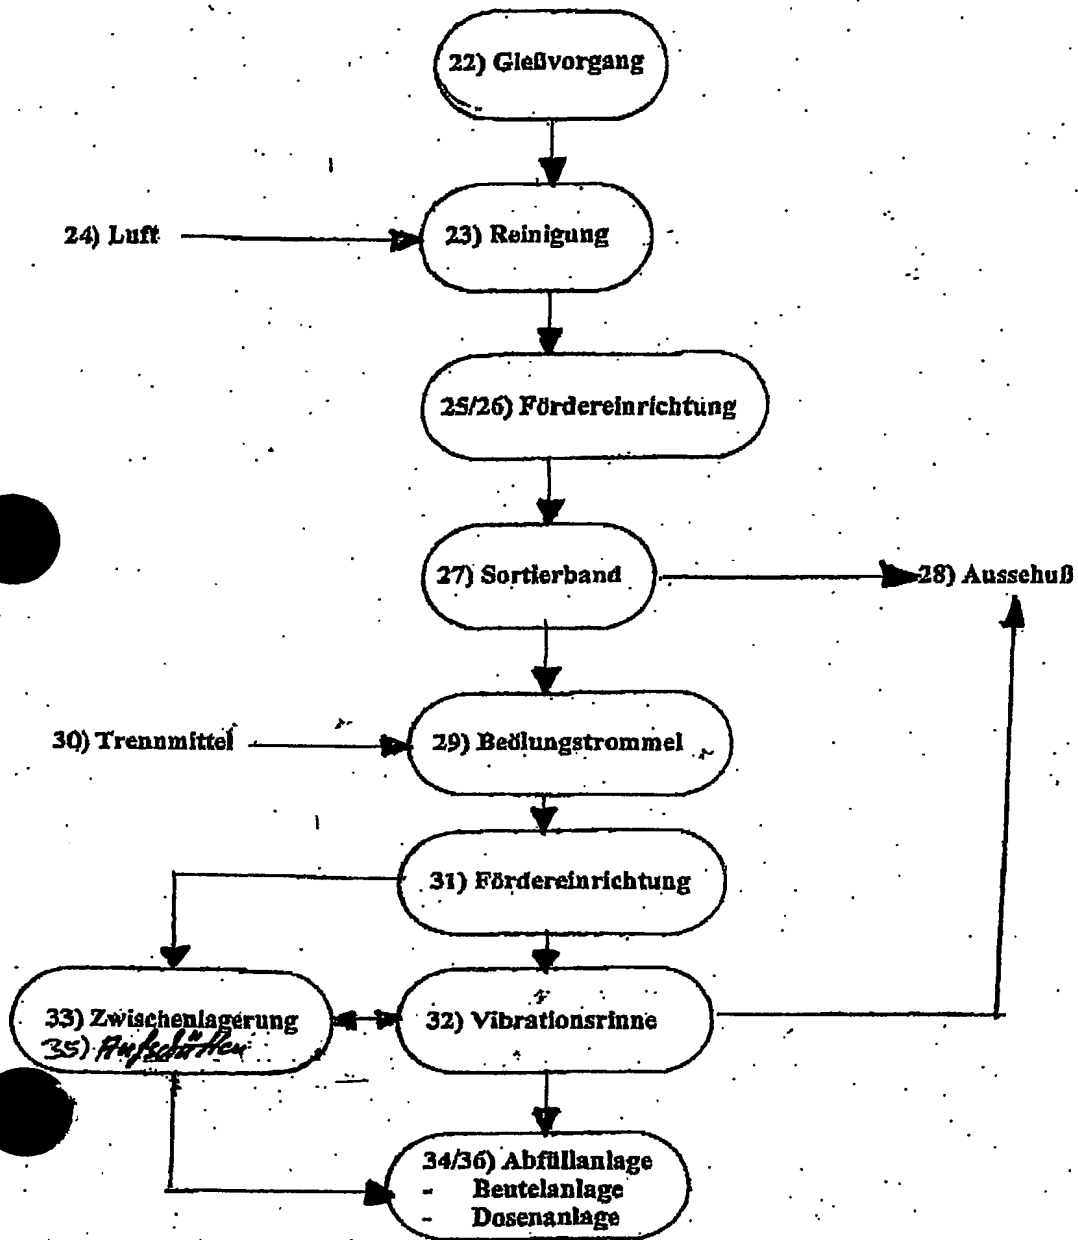 22) Gießvorgang
24) Luft
23) Reinigung
25/26) Fördereinrichtung
27) Sortierband
28) Ausschuß
30) Trennmittel
29) Beölungstrommel
31) Fördereinrichtung
33) Zwischenlagerung
35) Aufschütten
32) Vibrationsrinne
34/36) Abfüllanlage
- Beutelanlage
- Dosenanlage